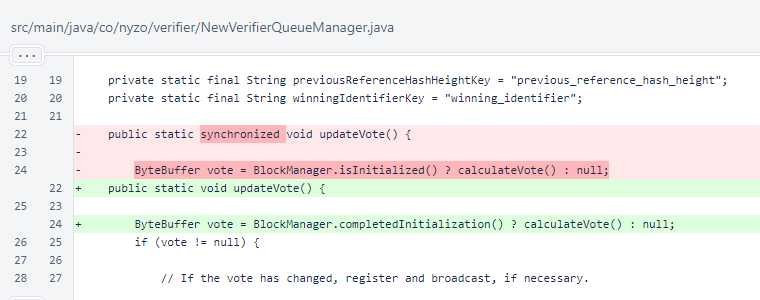 src/main/java/co/nyzo/verifier/NewVerifierQueueManager.java
...
19 19 private static final String previousReferenceHashHeightKey = "previous_reference_hash_height";
20 20 private static final String winningIdentifierKey = "winning_identifier";
21 21
22 - public static synchronized void updateVote() {
23 -
24 - ByteBuffer vote = BlockManager.isInitialized() ? calculateVote() : null;
22 + public static void updateVote() {
25 23
24 + ByteBuffer vote = BlockManager.completedInitialization() ? calculateVote() : null;
26 25 if (vote != null) {
27 26
28 27 // If the vote has changed, register and broadcast, if necessary.